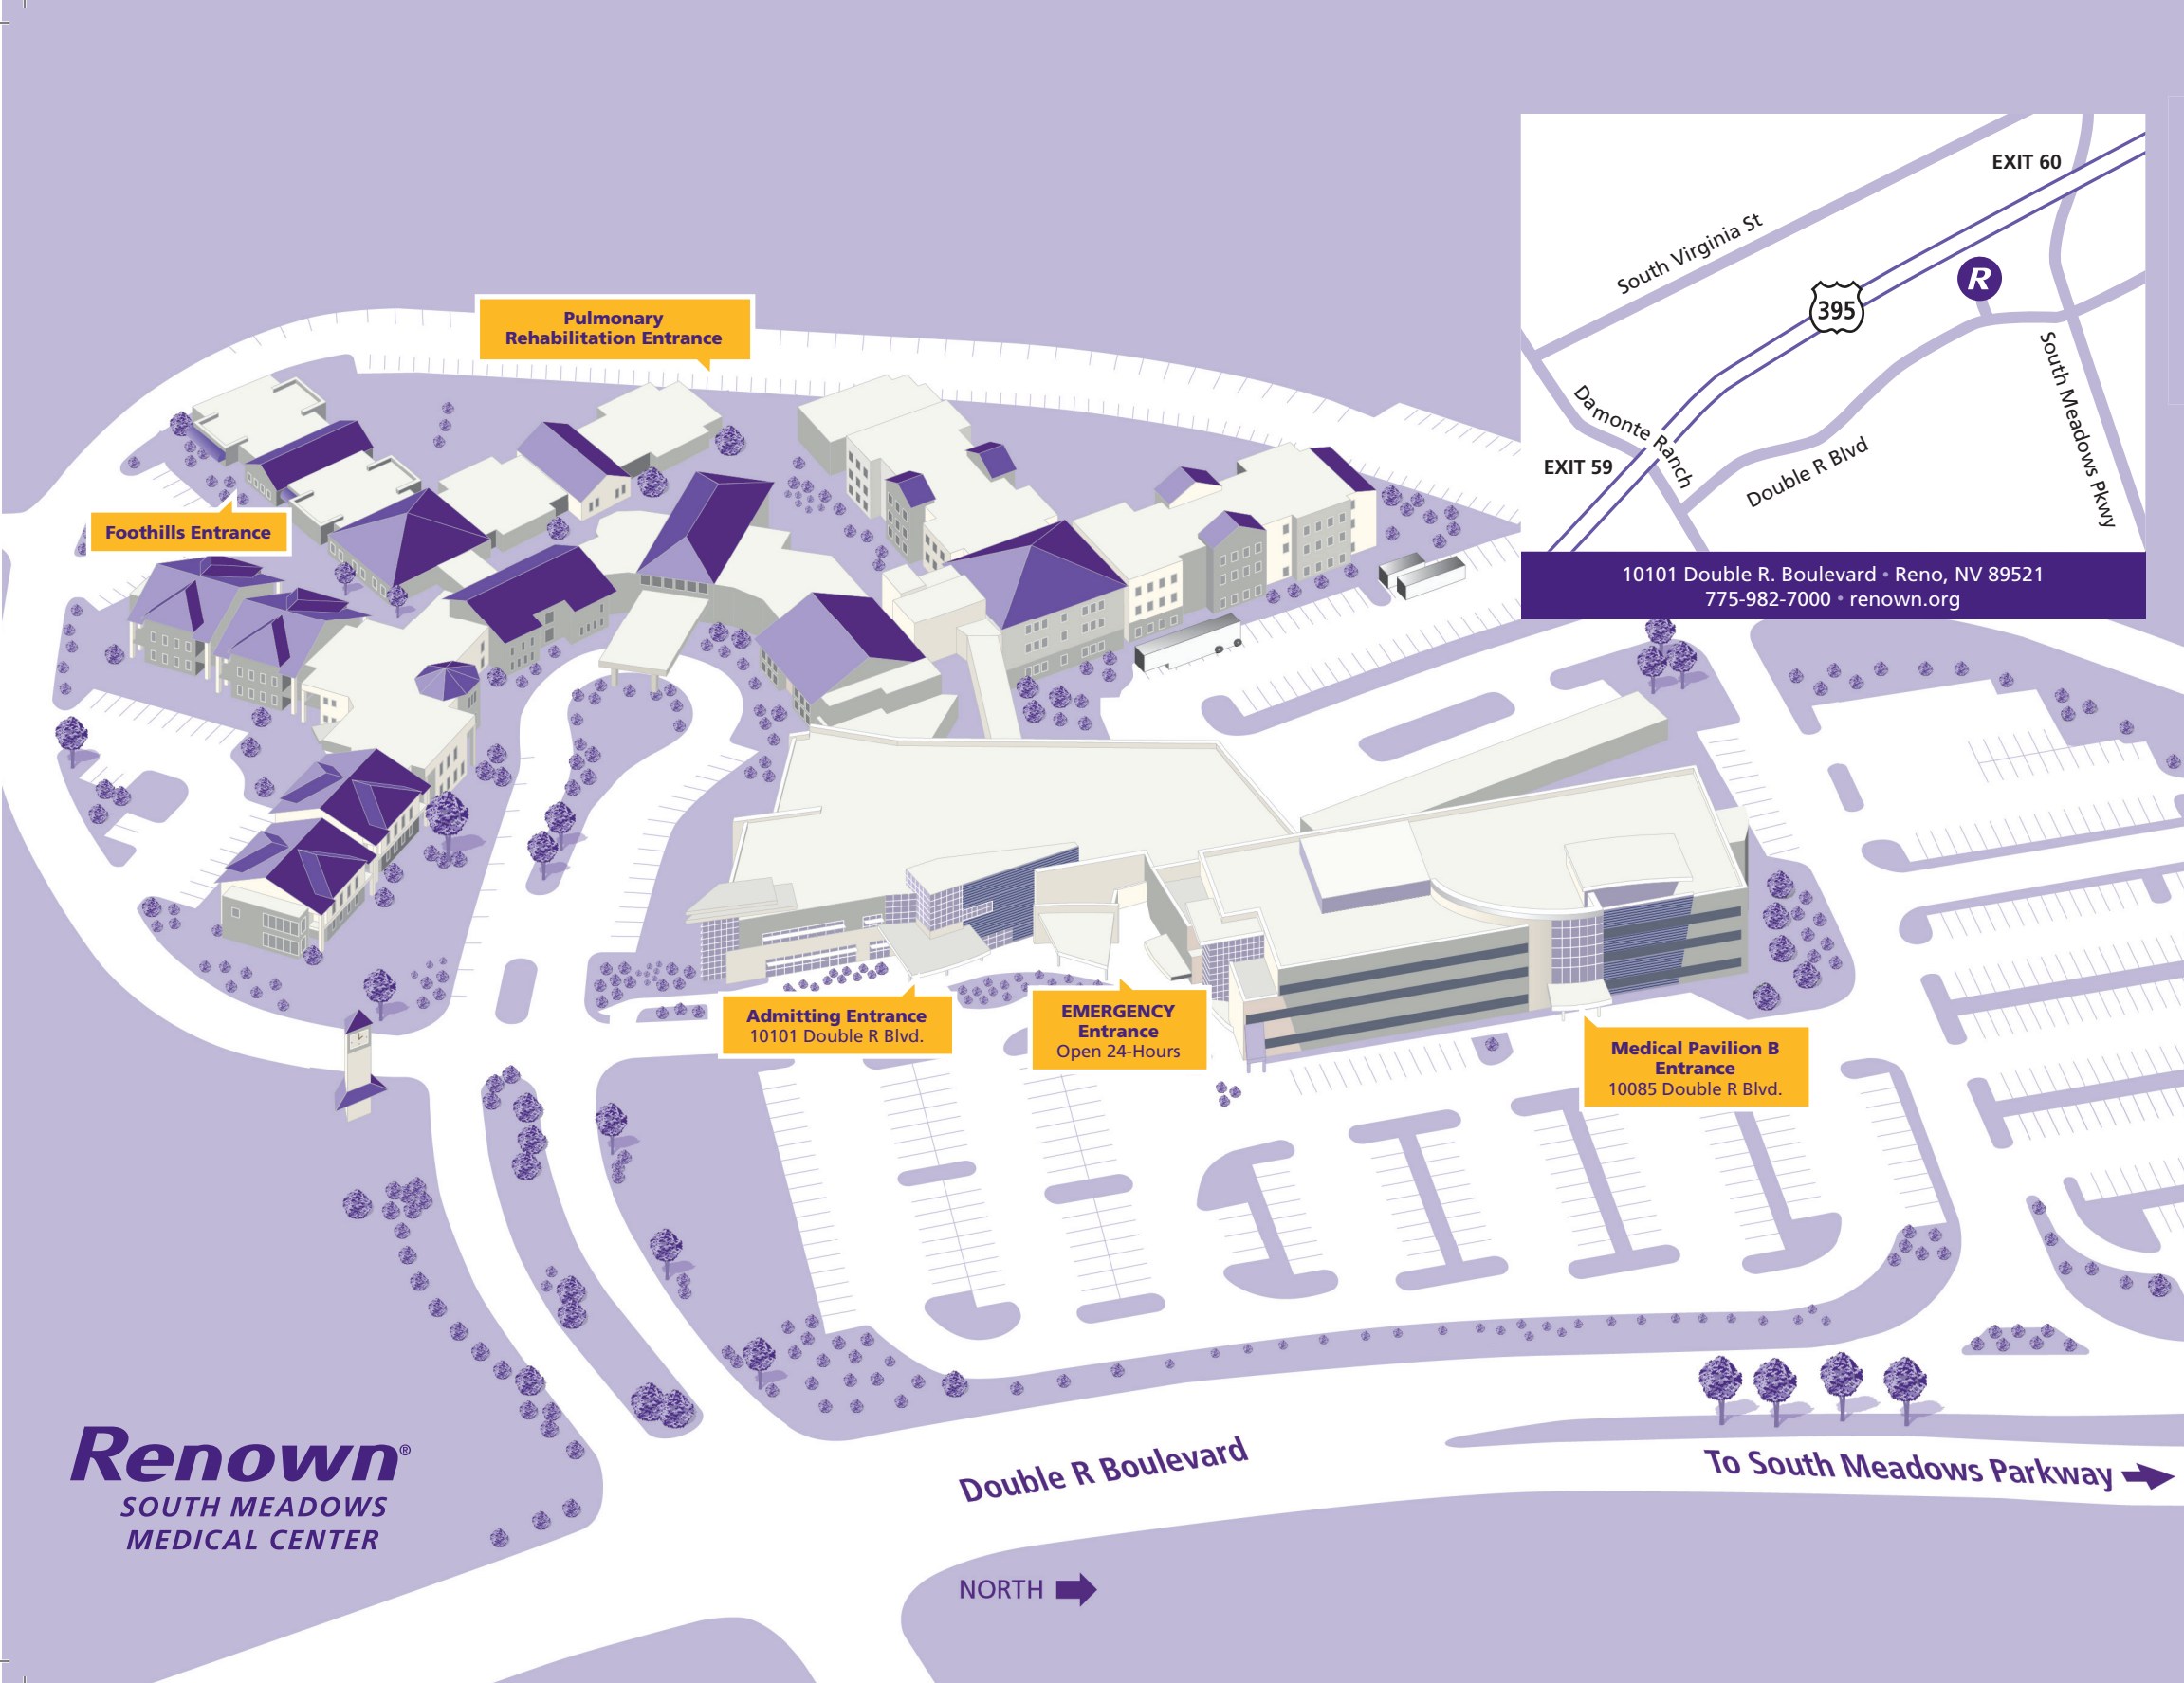 Pulmonary
Rehabilitation Entrance
Foothills Entrance
EXIT 60
South Virginia St
R
395
Damonte Ranch
EXIT 59
Double R Blvd
South Meadows Pkwy
10101 Double R. Boulevard • Reno, NV 89521
775-982-7000 • renown.org
Admitting Entrance
10101 Double R Blvd.
EMERGENCY
Entrance
Open 24-Hours
Medical Pavilion B
Entrance
10085 Double R Blvd.
Renown®
SOUTH MEADOWS
MEDICAL CENTER
Double R Boulevard
To South Meadows Parkway
NORTH